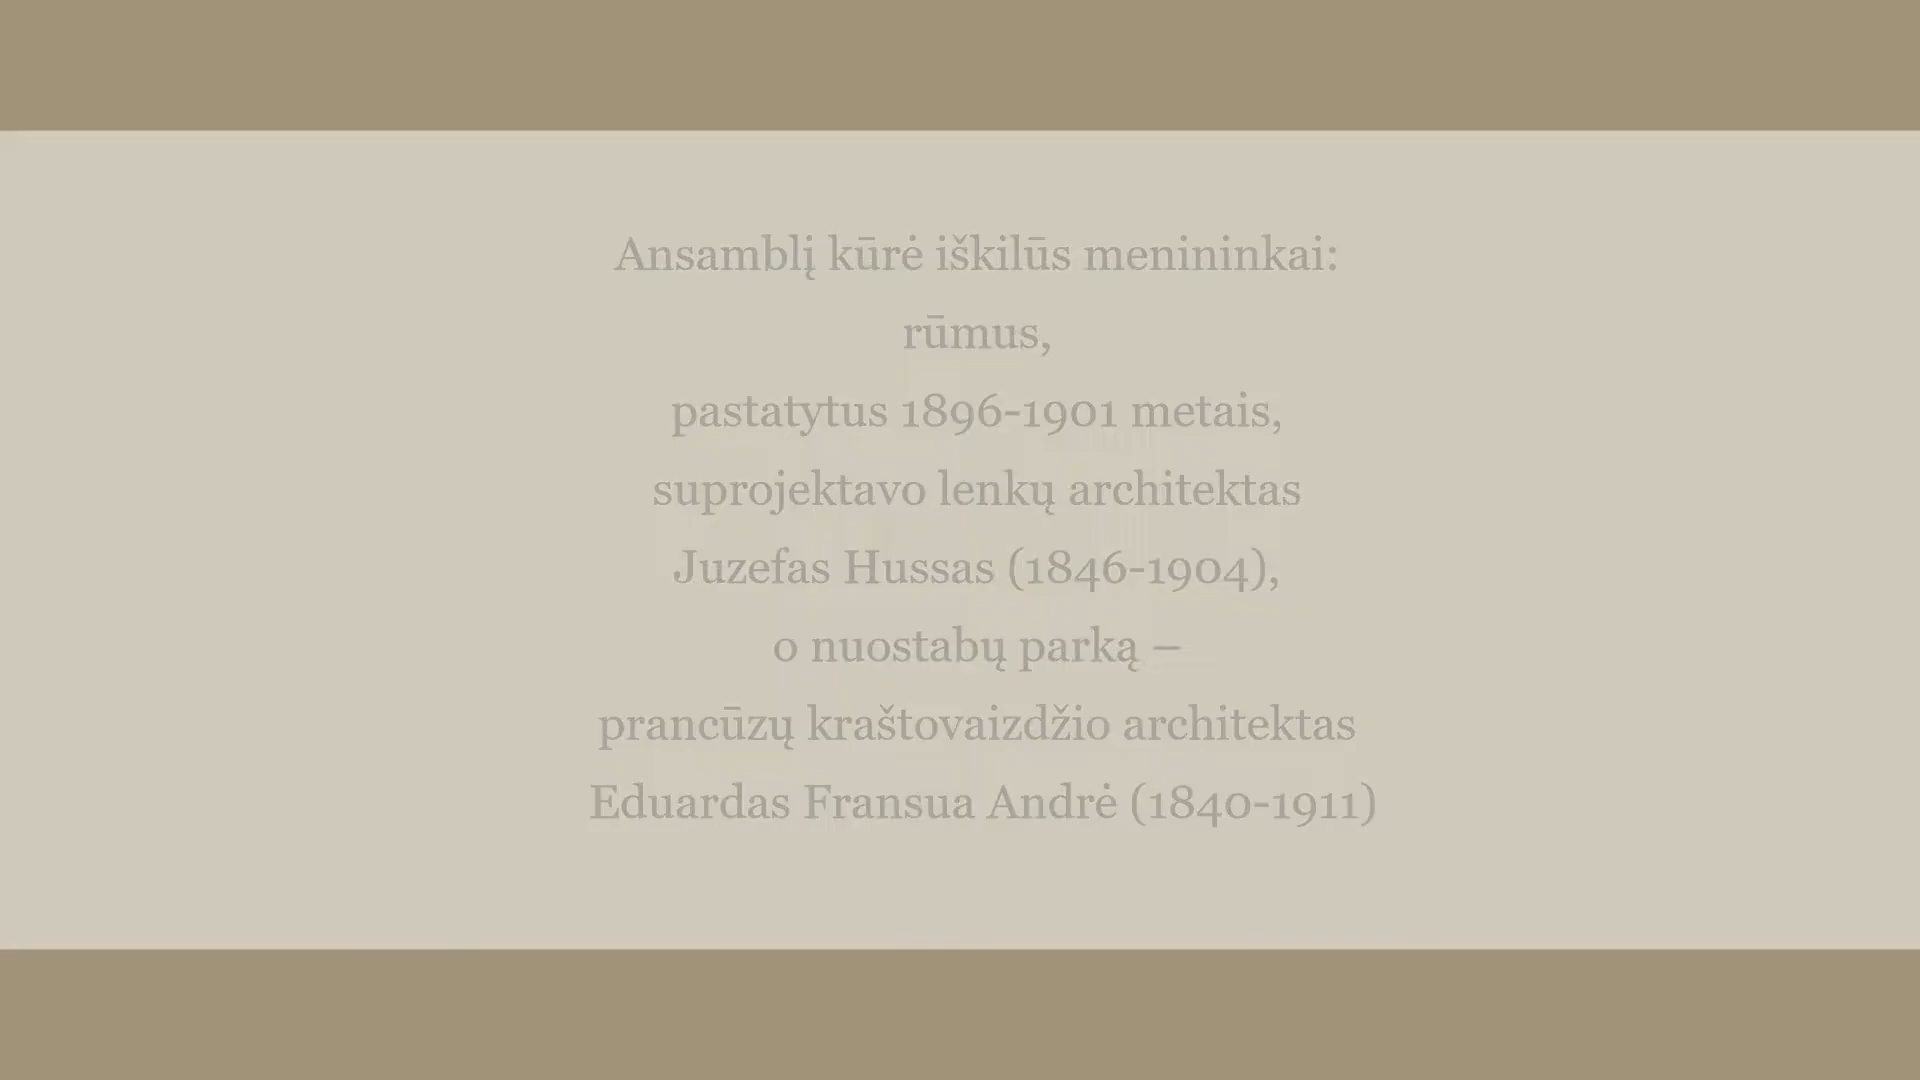 Ansamblį kūrė iškilūs menininkai:
rūmus,
pastatytus 1896-1901 metais,
suprojektavo lenkų architektas
Juzefas Hussas (1846-1904),
o nuostabų parką –
prancūzų kraštovaizdžio architektas
Eduardas Fransua Andrė (1840-1911)